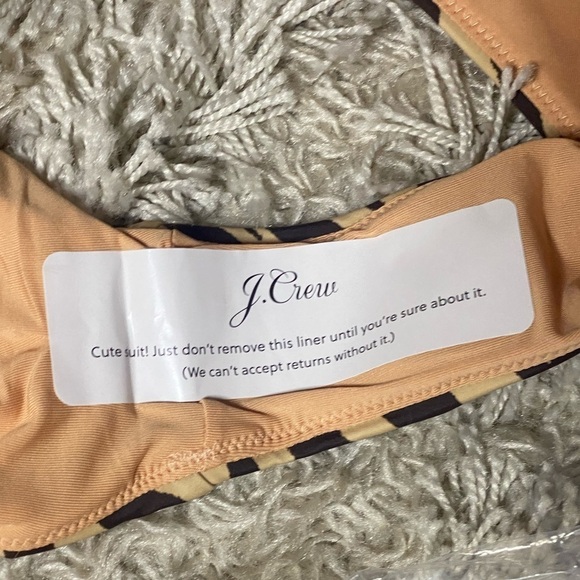 J.Crew
Cute suit! Just don't remove this liner until you're sure about it.
(We can't accept returns without it.)